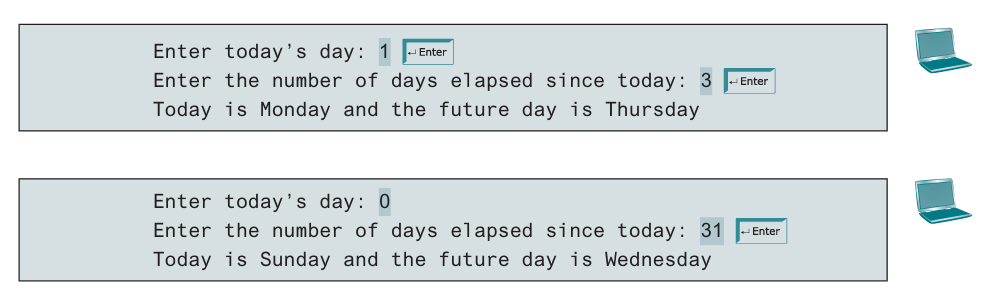 Enter today’s day: 1 ↵Enter
Enter the number of days elapsed since today: 3 ↵Enter
Today is Monday and the future day is Thursday
Enter today’s day: 0
Enter the number of days elapsed since today: 31 ↵Enter
Today is Sunday and the future day is Wednesday